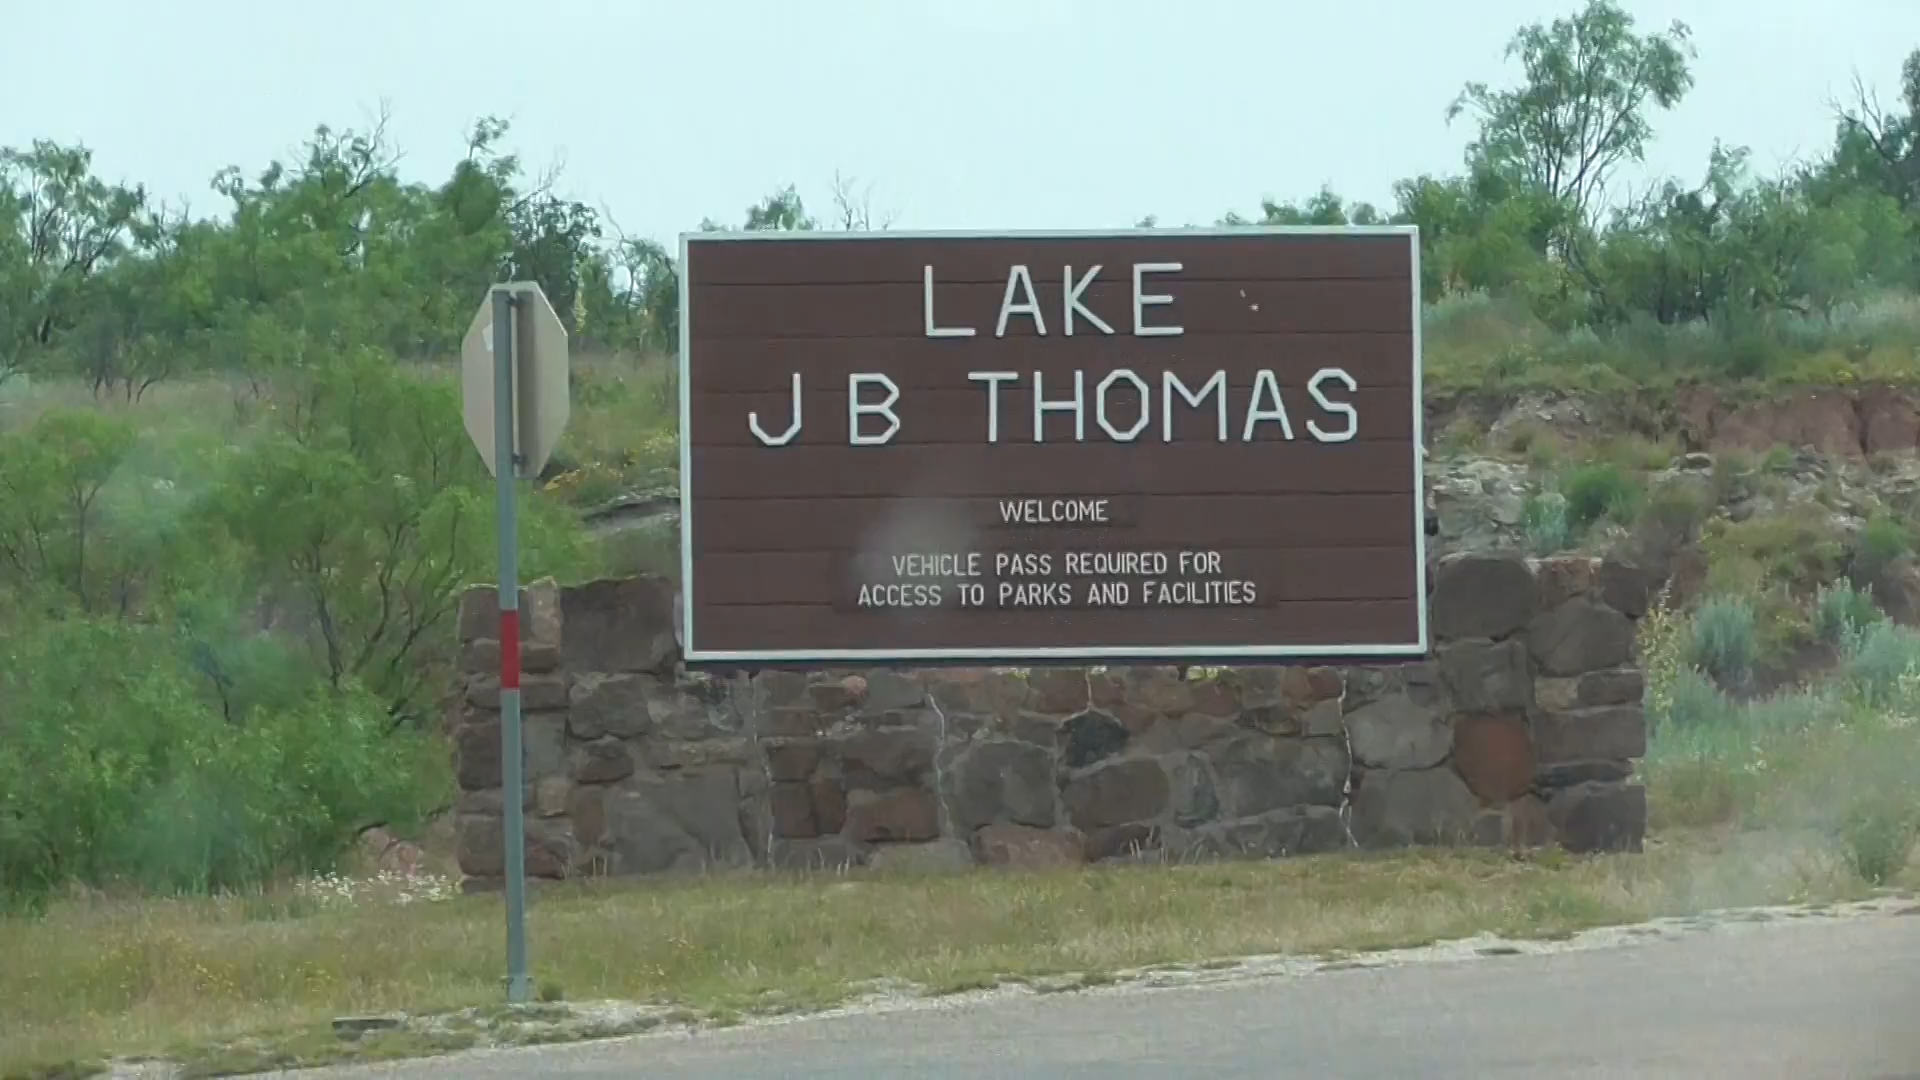 LAKE
J B THOMAS
WELCOME
VEHICLE PASS REQUIRED FOR
ACCESS TO PARKS AND FACILITIES